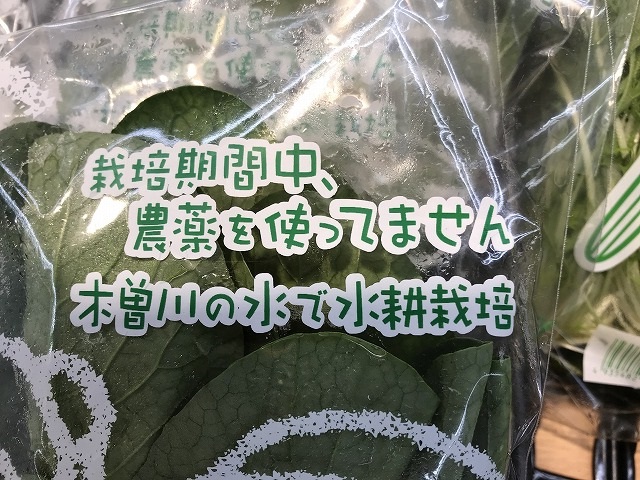 栽培期間中、
農薬を使ってません
木曽川の水で水耕栽培